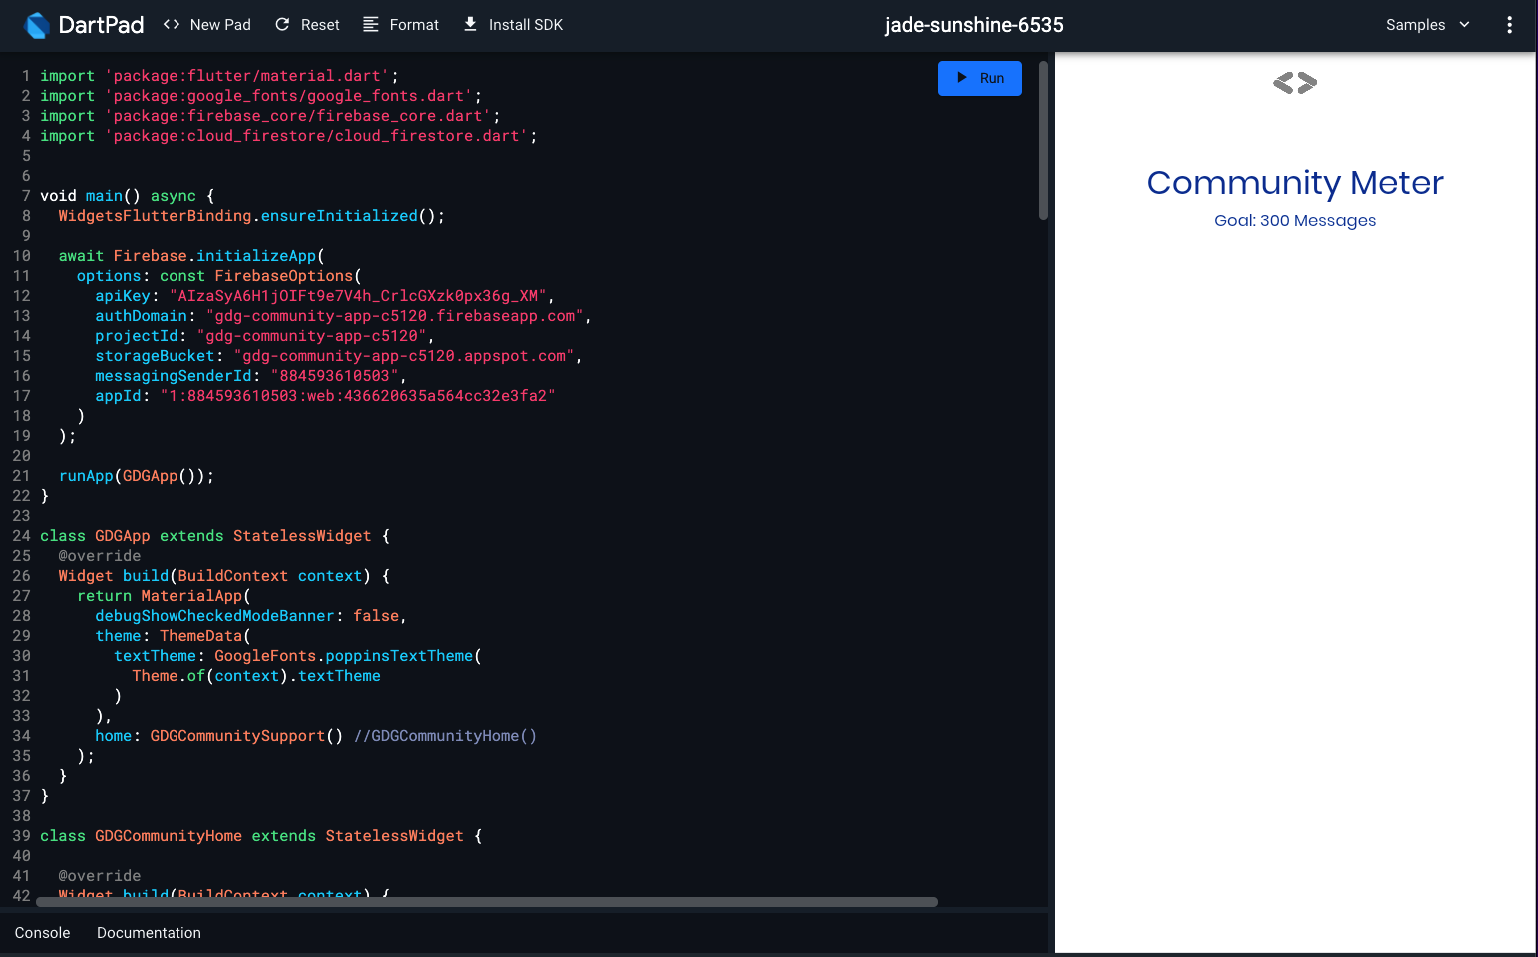 DartPad
<> New Pad
Reset
Format
Install SDK
jade-sunshine-6535
Samples
1 import 'package:flutter/material.dart';
2 import 'package:google_fonts/google_fonts.dart';
3 import 'package:firebase_core/firebase_core.dart';
4 import 'package:cloud_firestore/cloud_firestore.dart';
5
6
7 void main() async {
8 WidgetsFlutterBinding.ensureInitialized();
9
10 await Firebase.initializeApp(
11 options: const FirebaseOptions(
12 apiKey: "AIzaSyA6H1jOIFt9e7V4h_CrlcGXzk0px36g_XM",
13 authDomain: "gdg-community-app-c5120.firebaseapp.com",
14 projectId: "gdg-community-app-c5120",
15 storageBucket: "gdg-community-app-c5120.appspot.com",
16 messagingSenderId: "884593610503",
17 appId: "1:884593610503:web:436620635a564cc32e3fa2"
18 )
19 );
20
21 runApp(GDGApp());
22 }
23
24 class GDGApp extends StatelessWidget {
25 @override
26 Widget build(BuildContext context) {
27 return MaterialApp(
28 debugShowCheckedModeBanner: false,
29 theme: ThemeData(
30 textTheme: GoogleFonts.poppinsTextTheme(
31 Theme.of(context).textTheme
32 )
33 ),
34 home: GDGCommunitySupport() //GDGCommunityHome()
35 );
36 }
37 }
38
39 class GDGCommunityHome extends StatelessWidget {
40
41 @override
42 Widget build(BuildContext context) {
Run
Console
Documentation
Community Meter
Goal: 300 Messages